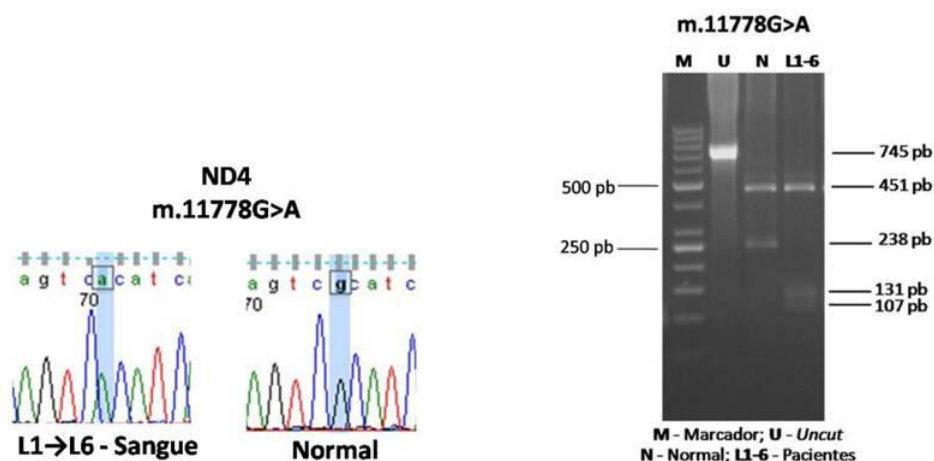 ND4
m.11778G>A
a g t c a c a t c a
70
L1→L6 - Sangue
a g t c g c a t c
70
Normal
m.11778G>A
M U N L1-6
500 pb
250 pb
745 pb
451 pb
238 pb
131 pb
107 pb
M - Marcador; U - Uncut
N - Normal; L1-6 - Pacientes